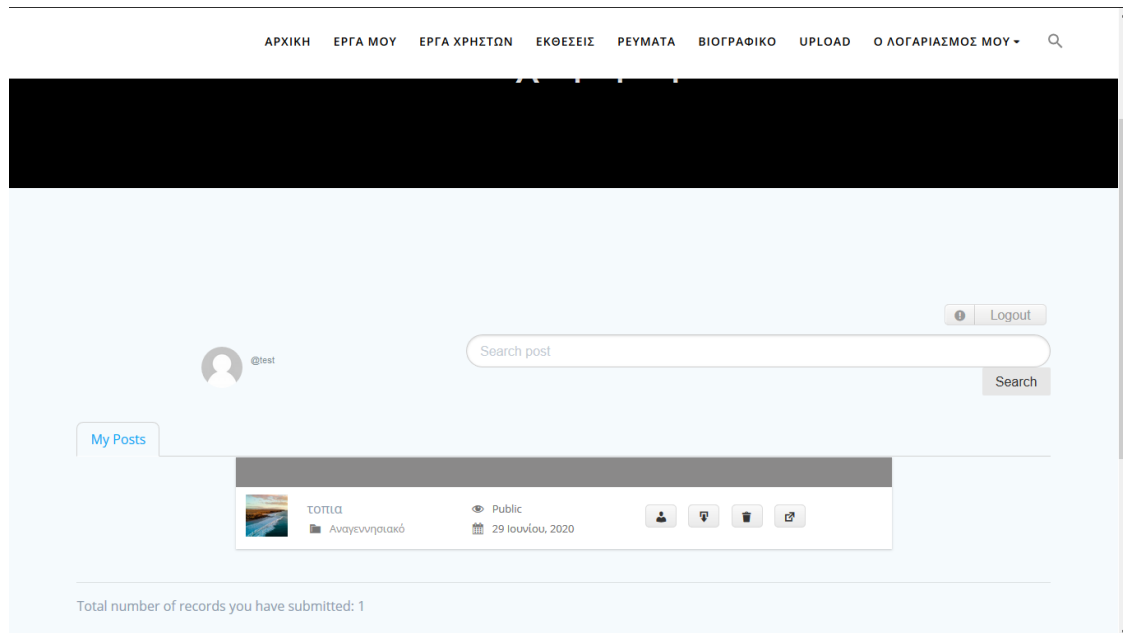 ΑΡΧΙΚΗ ΕΡΓΑ ΜΟΥ ΕΡΓΑ ΧΡΗΣΤΩΝ ΕΚΘΕΣΕΙΣ ΡΕΥΜΑΤΑ ΒΙΟΓΡΑΦΙΚΟ UPLOAD Ο ΛΟΓΑΡΙΑΣΜΟΣ ΜΟΥ
Logout
Search post
@test
Search
My Posts
τοπια
Public
Αναγεννησιακό
29 Ιουνίου, 2020
Total number of records you have submitted: 1